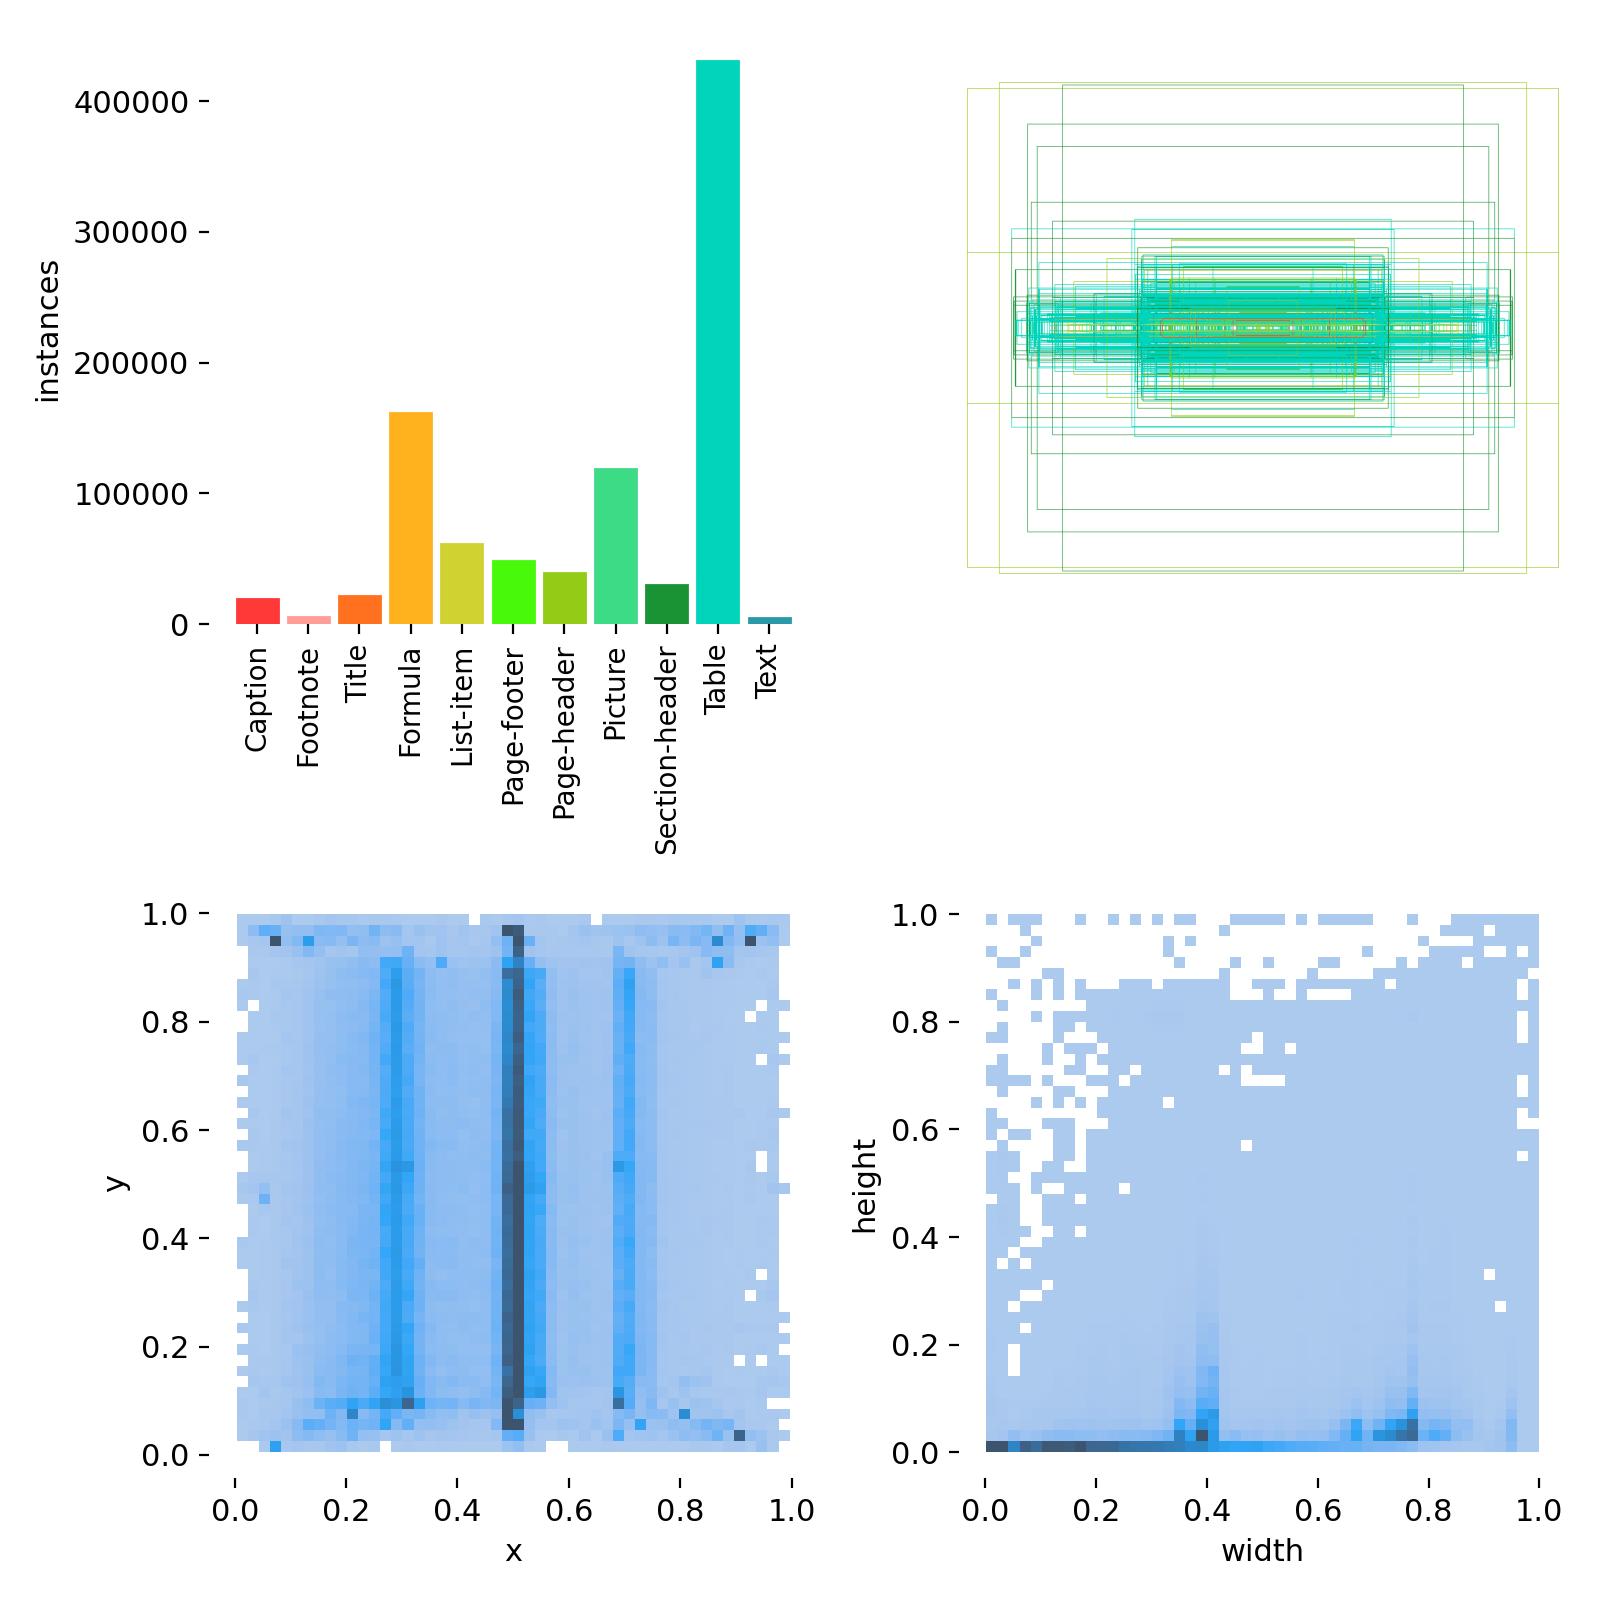 400000
300000
200000
100000
0
instances
Caption
Footnote
Title
Formula
List-item
Page-footer
Page-header
Picture
Section-header
Table
Text
1.0
0.8
0.6
0.4
0.2
0.0
y
0.0 0.2 0.4 0.6 0.8 1.0
x
1.0
0.8
0.6
0.4
0.2
0.0
height
0.0 0.2 0.4 0.6 0.8 1.0
width